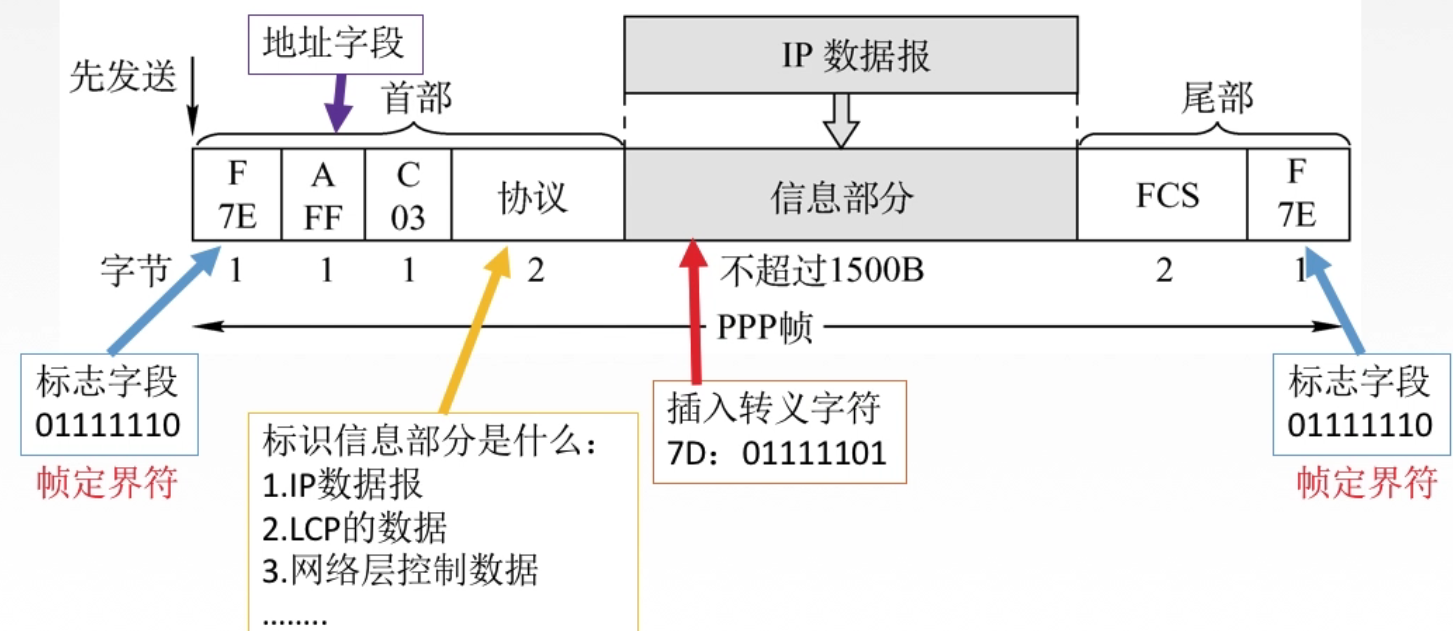 地址字段
IP 数据报
先发送
首部
尾部
F
7E
A
FF
C
03
协议
信息部分
FCS
F
7E
字节
1
1
1
2
不超过1500B
2
1
PPP帧
标志字段
01111110
帧定界符
标识信息部分是什么：
1.IP数据报
2.LCP的数据
3.网络层控制数据
........
插入转义字符
7D：01111101
标志字段
01111110
帧定界符